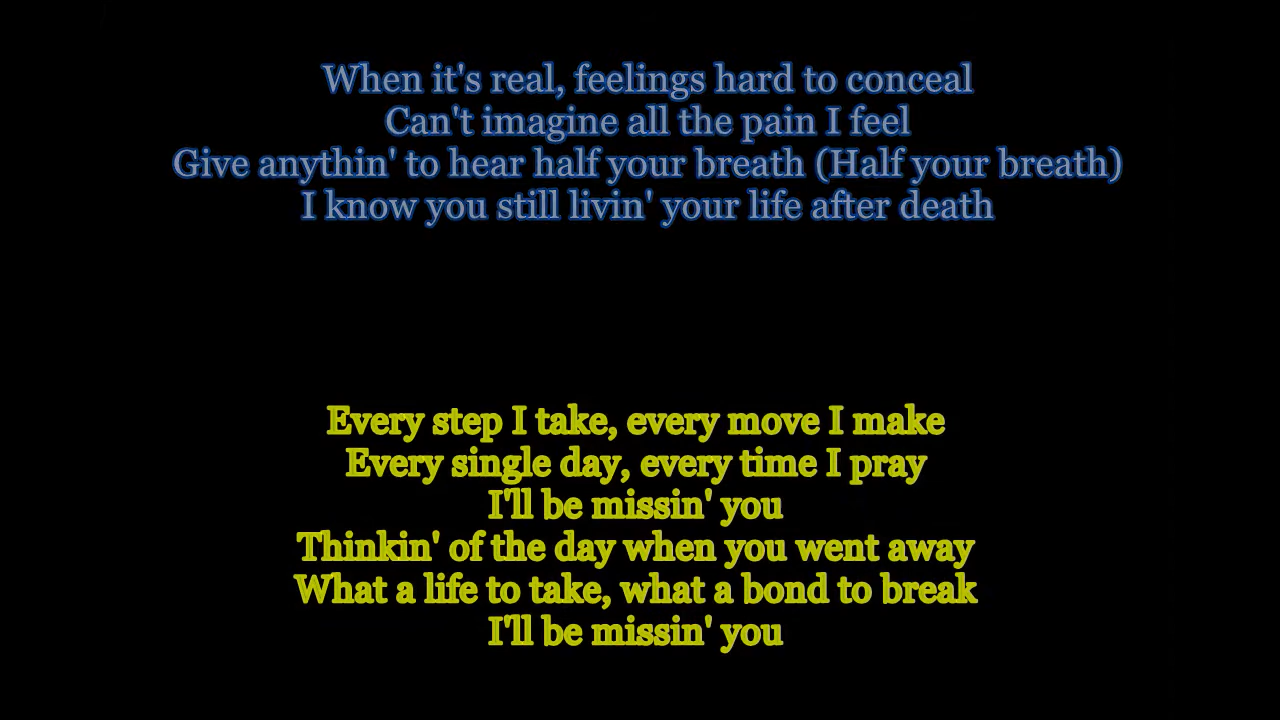 When it's real, feelings hard to conceal
Can't imagine all the pain I feel
Give anythin' to hear half your breath (Half your breath)
I know you still livin' your life after death
Every step I take, every move I make
Every single day, every time I pray
I'll be missin' you
Thinkin' of the day when you went away
What a life to take, what a bond to break
I'll be missin' you